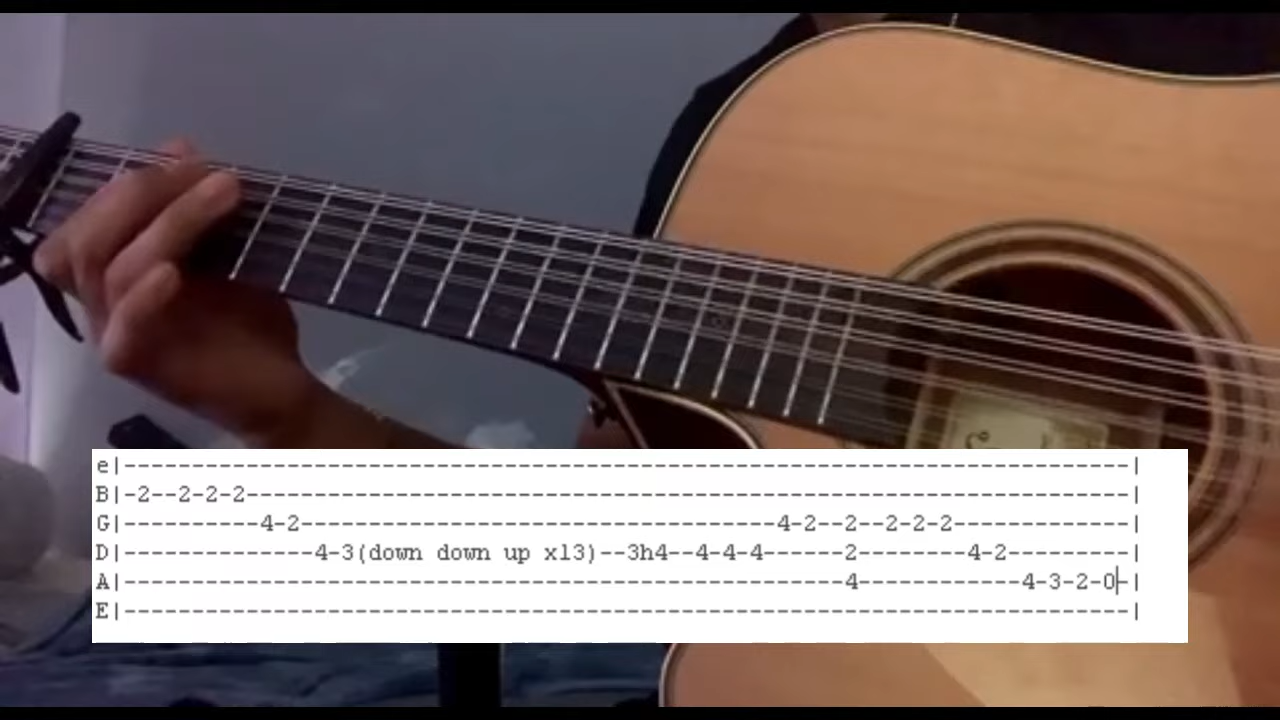 e|--------------------------------------------------------------------------|
B|-2--2-2-2-----------------------------------------------------------------|
G|----------4-2-----------------------------------4-2--2--2-2-2-------------|
D|--------------4-3(down down up x13)--3h4--4-4-4------2--------4-2---------|
A|-----------------------------------------------------4------------4-3-2-0-|
E|--------------------------------------------------------------------------|